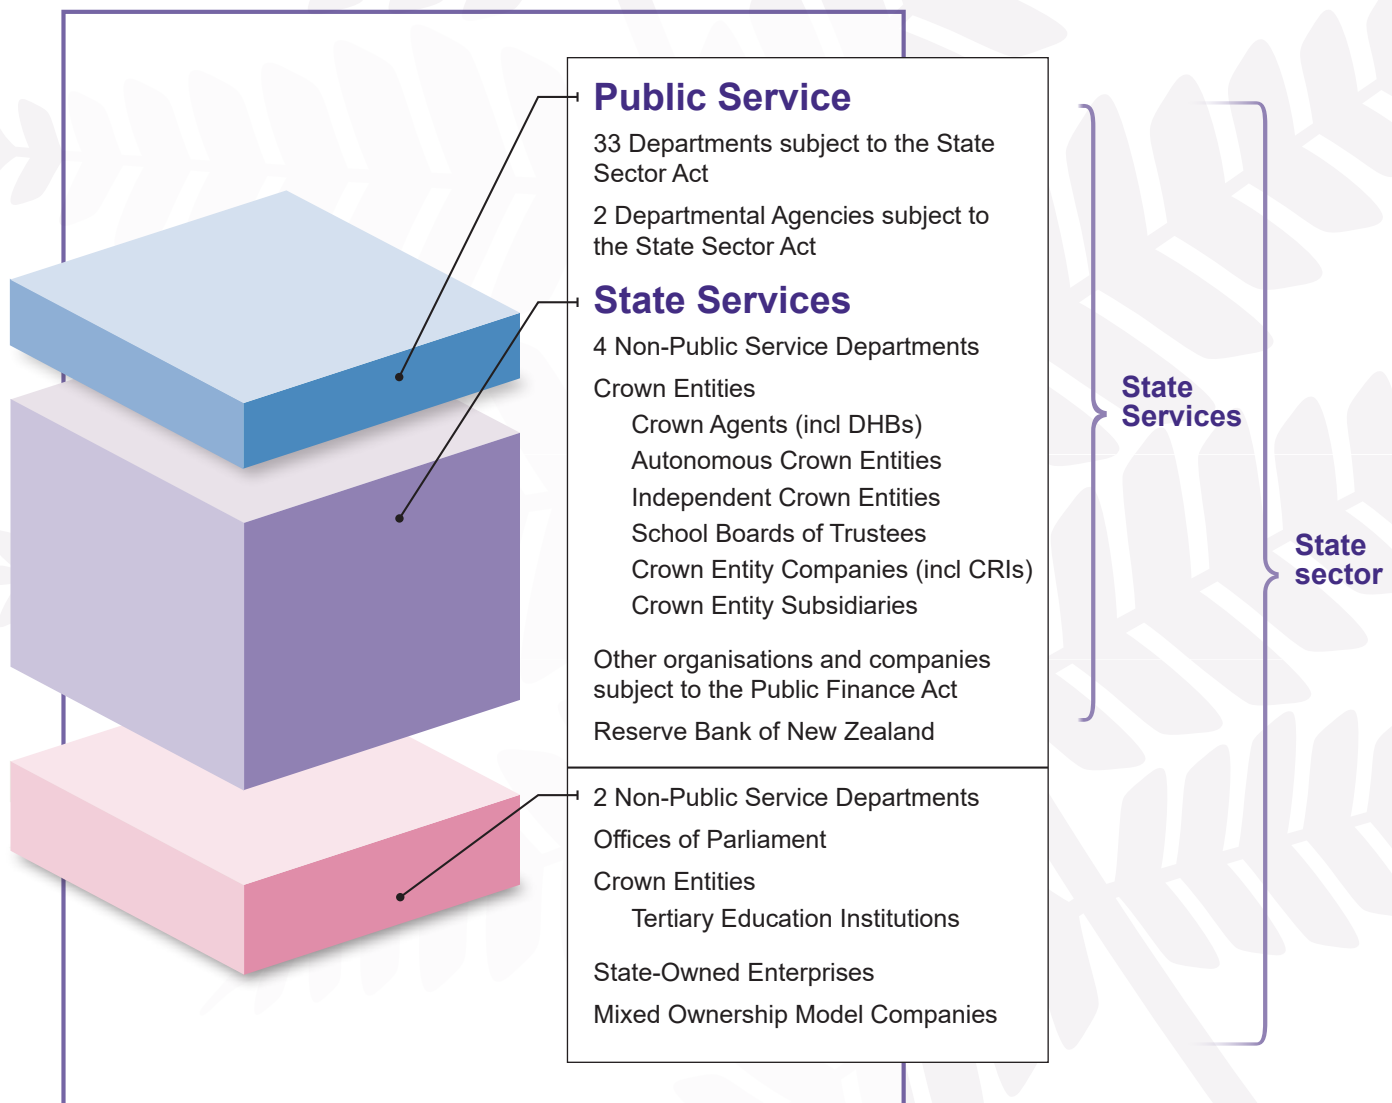 Public Service
33 Departments subject to the State
Sector Act
2 Departmental Agencies subject to
the State Sector Act
State Services
4 Non-Public Service Departments
Crown Entities
Crown Agents (incl DHBs)
Autonomous Crown Entities
Independent Crown Entities
School Boards of Trustees
Crown Entity Companies (incl CRIs)
Crown Entity Subsidiaries
Other organisations and companies
subject to the Public Finance Act
Reserve Bank of New Zealand
2 Non-Public Service Departments
Offices of Parliament
Crown Entities
Tertiary Education Institutions
State-Owned Enterprises
Mixed Ownership Model Companies
State
Services
State
sector